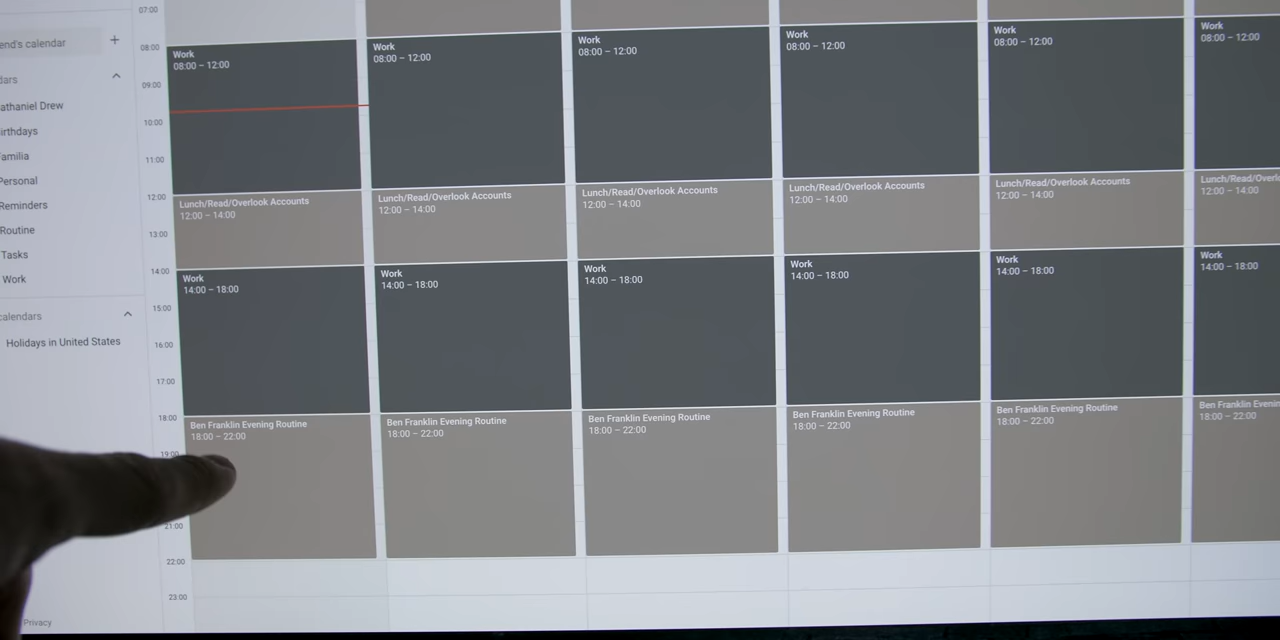 07:00
end's calendar +
dars
athaniel Drew
irthdays
Familia
Personal
Reminders
Routine
Tasks
Work
calendars
Holidays in United States
Privacy
08:00
09:00
10:00
11:00
12:00
13:00
14:00
15:00
16:00
17:00
18:00
19:00
21:00
22:00
23:00
Work
08:00 – 12:00
Lunch/Read/Overlook Accounts
12:00 – 14:00
Work
14:00 – 18:00
Ben Franklin Evening Routine
18:00 – 22:00
Work
08:00 – 12:00
Lunch/Read/Overlook Accounts
12:00 – 14:00
Work
14:00 – 18:00
Ben Franklin Evening Routine
18:00 – 22:00
Work
08:00 – 12:00
Lunch/Read/Overlook Accounts
12:00 – 14:00
Work
14:00 – 18:00
Ben Franklin Evening Routine
18:00 – 22:00
Work
08:00 – 12:00
Lunch/Read/Overlook Accounts
12:00 – 14:00
Work
14:00 – 18:00
Ben Franklin Evening Routine
18:00 – 22:00
Work
08:00 – 12:00
Lunch/Read/Overlook Accounts
12:00 – 14:00
Work
14:00 – 18:00
Ben Franklin Evening Routine
18:00 – 22:00
Work
08:00 – 12:00
Lunch/Read/Overl
12:00 – 14:00
Work
14:00 – 18:00
Ben Franklin Evenin
18:00 – 22:00